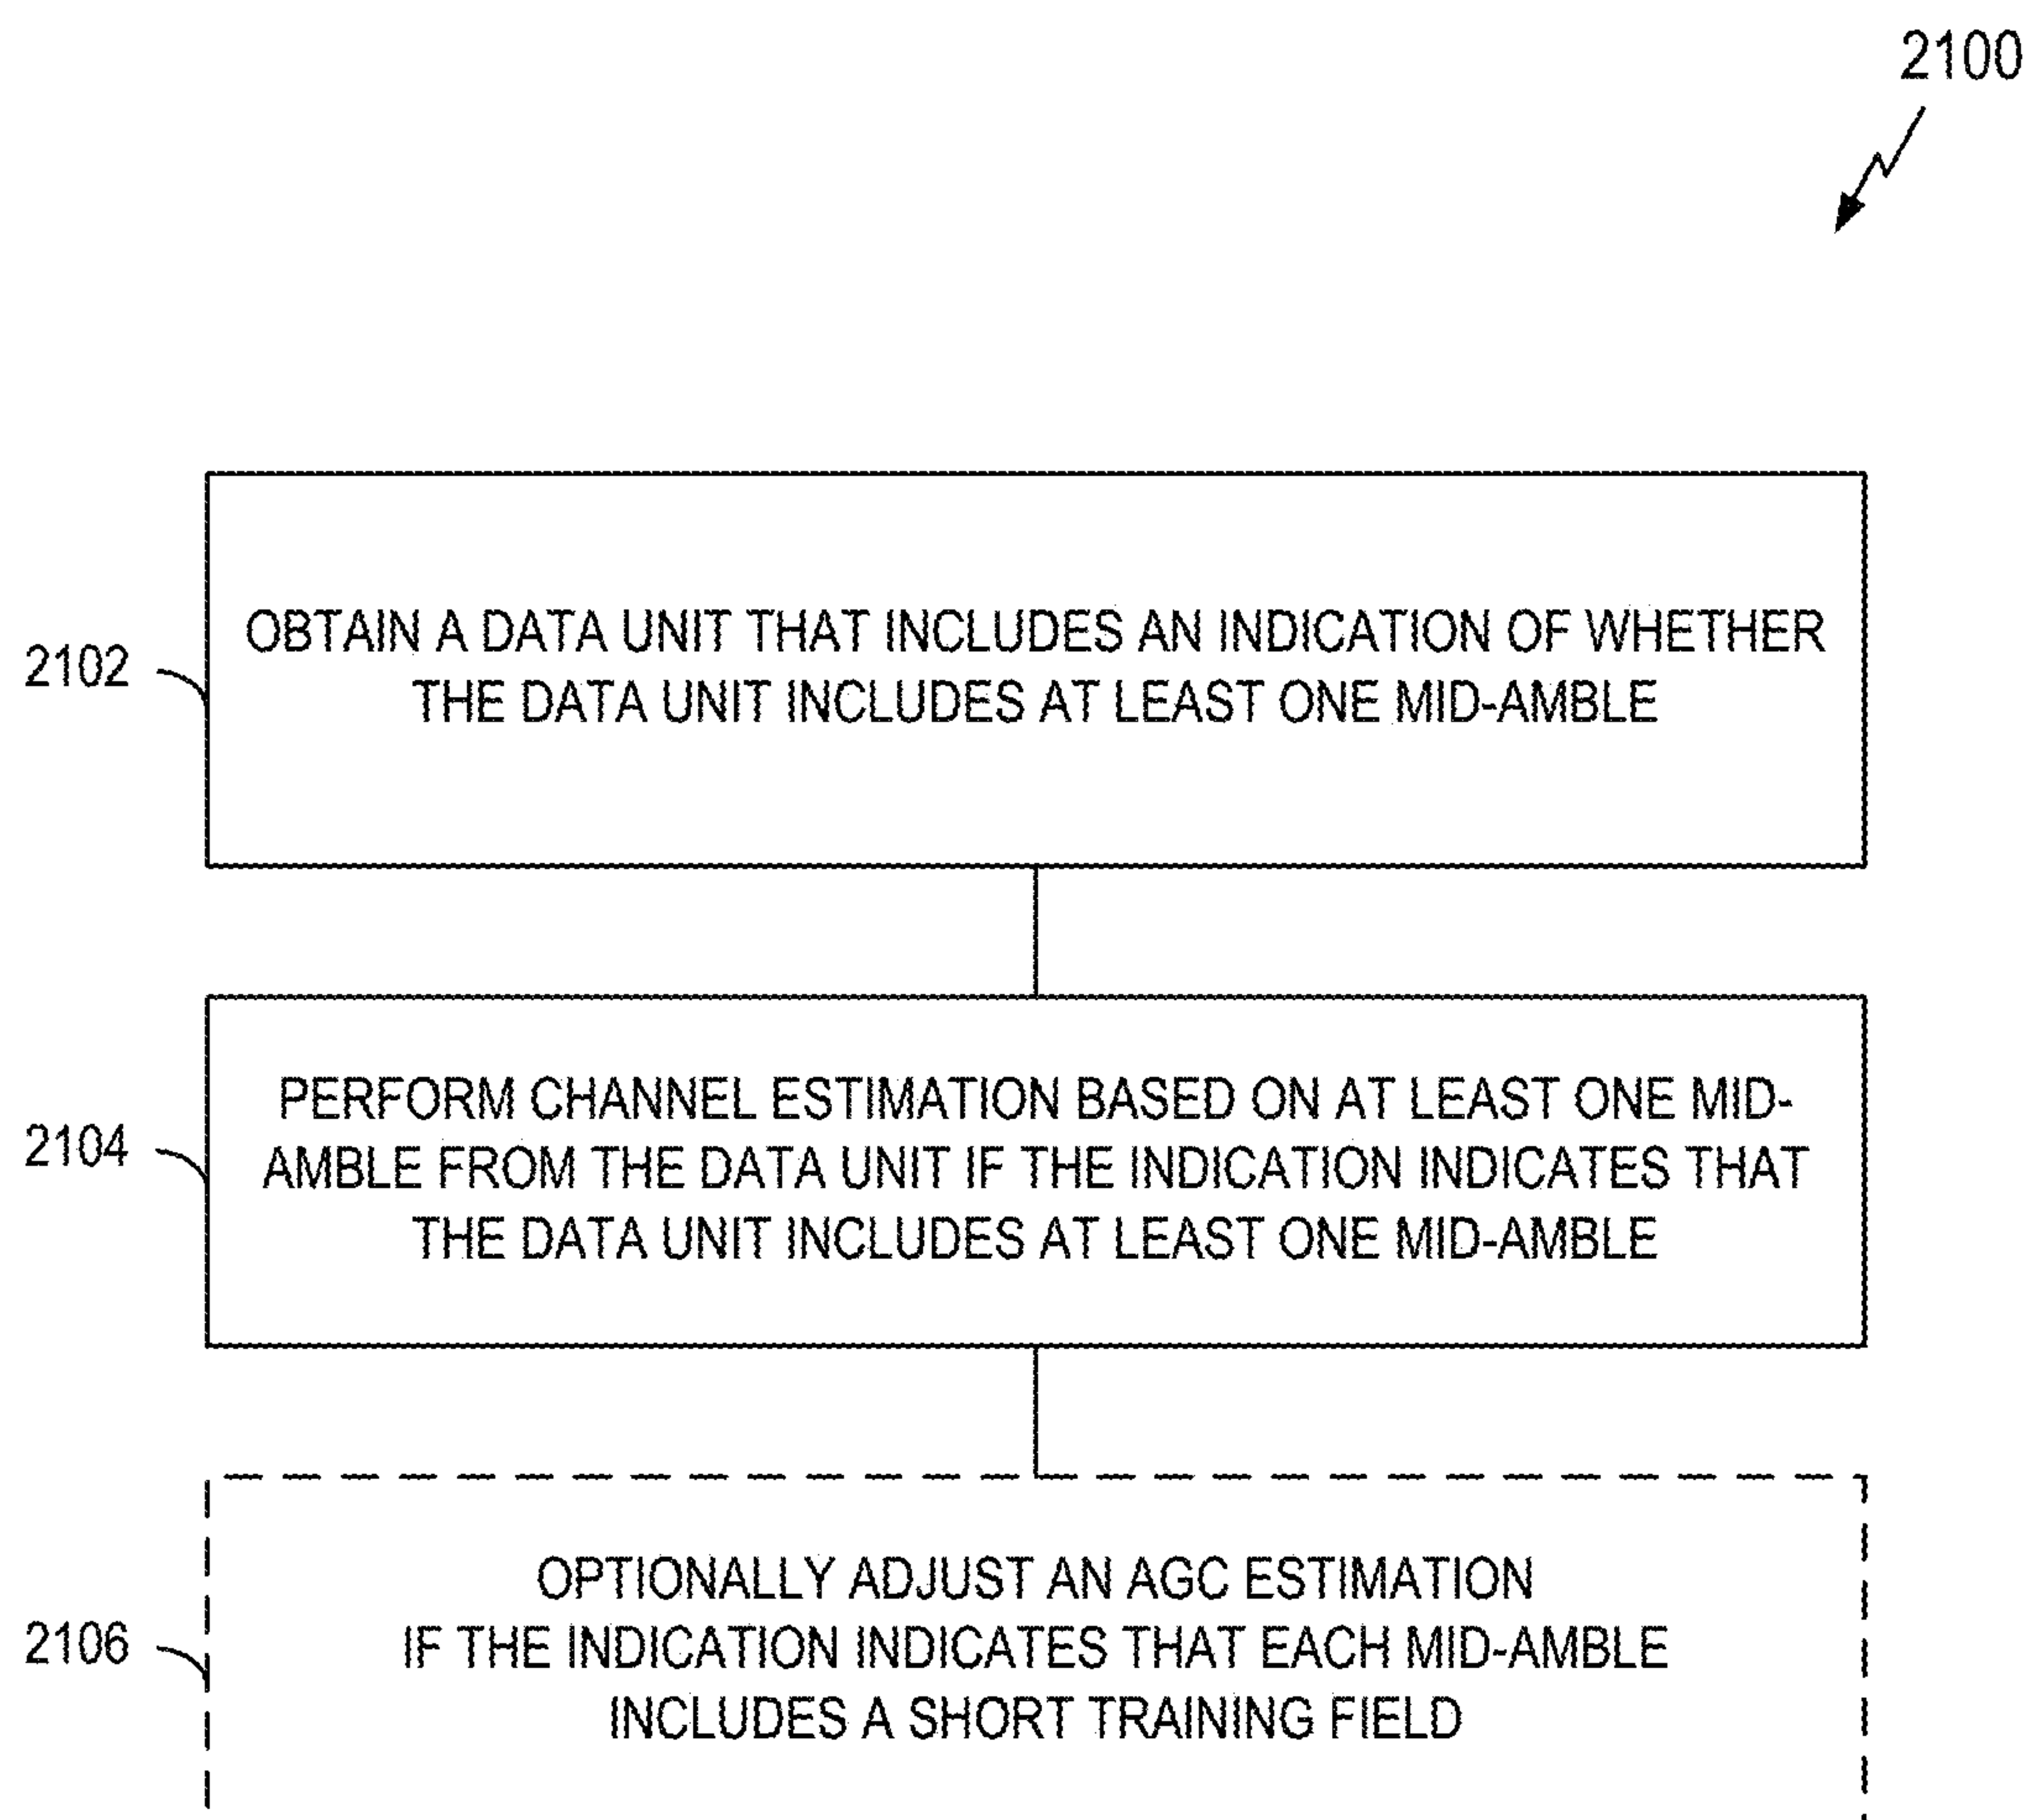 2100
2102
OBTAIN A DATA UNIT THAT INCLUDES AN INDICATION OF WHETHER
THE DATA UNIT INCLUDES AT LEAST ONE MID-AMBLE
2104
PERFORM CHANNEL ESTIMATION BASED ON AT LEAST ONE MID-
AMBLE FROM THE DATA UNIT IF THE INDICATION INDICATES THAT
THE DATA UNIT INCLUDES AT LEAST ONE MID-AMBLE
2106
OPTIONALLY ADJUST AN AGC ESTIMATION
IF THE INDICATION INDICATES THAT EACH MID-AMBLE
INCLUDES A SHORT TRAINING FIELD